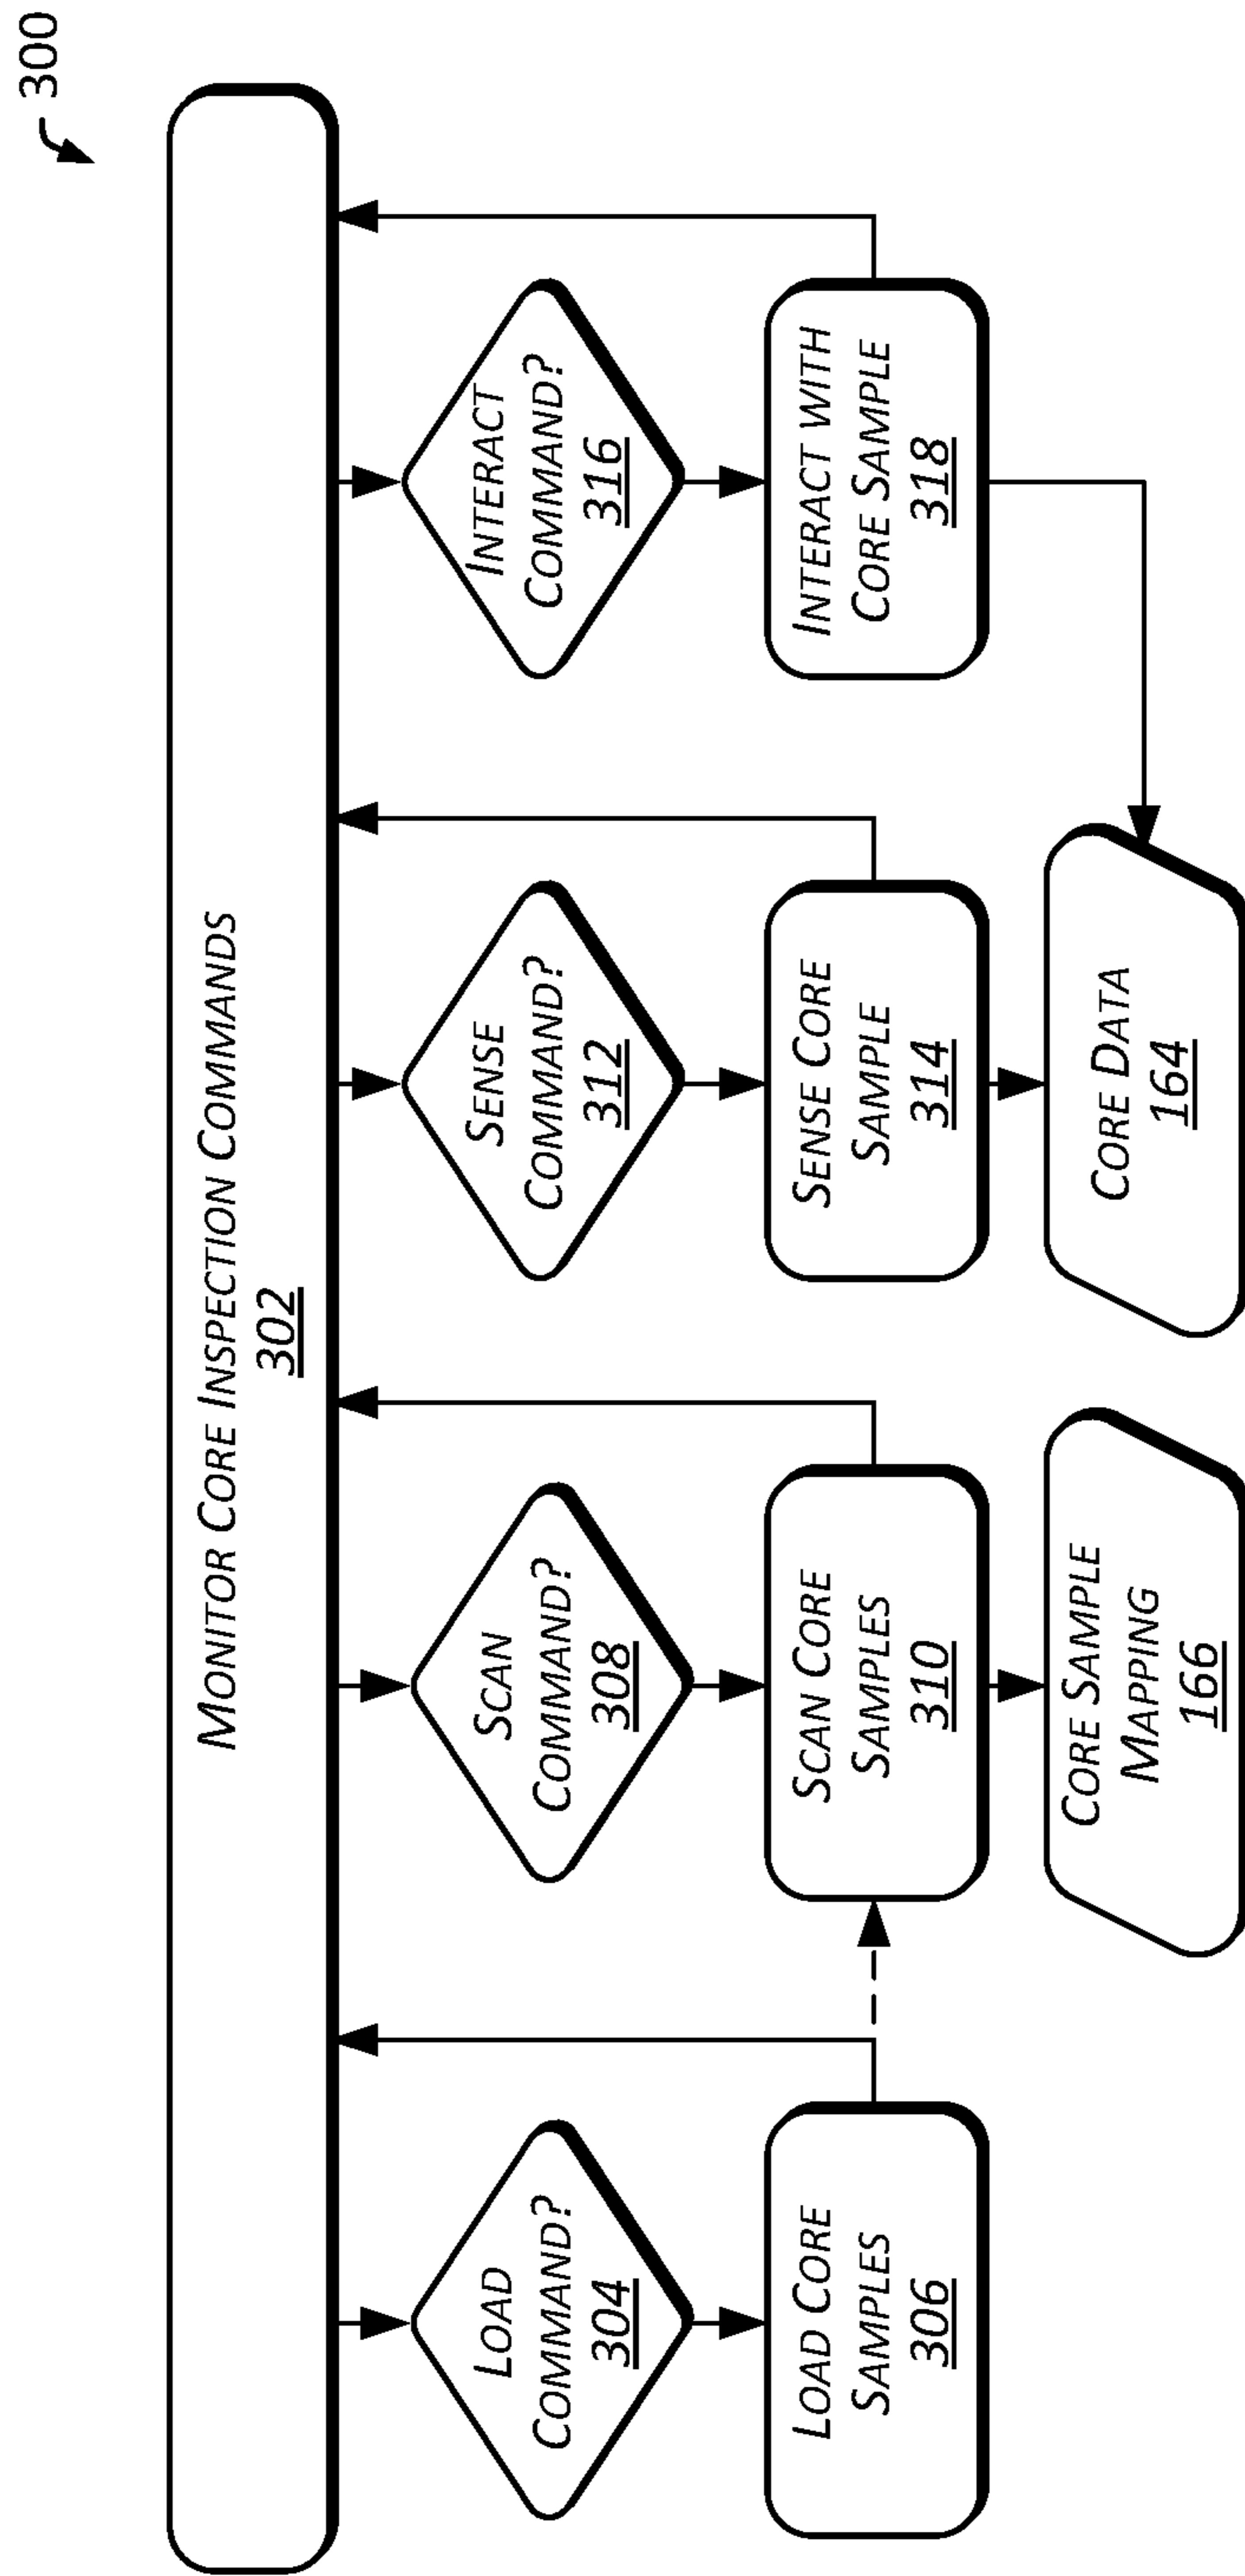 300
MONITOR CORE INSPECTION COMMANDS
302
LOAD
COMMAND?
304
SCAN
COMMAND?
308
SENSE
COMMAND?
312
INTERACT
COMMAND?
316
LOAD CORE
SAMPLES
306
SCAN CORE
SAMPLES
310
SENSE CORE
SAMPLE
314
INTERACT WITH
CORE SAMPLE
318
CORE SAMPLE
MAPPING
166
CORE DATA
164